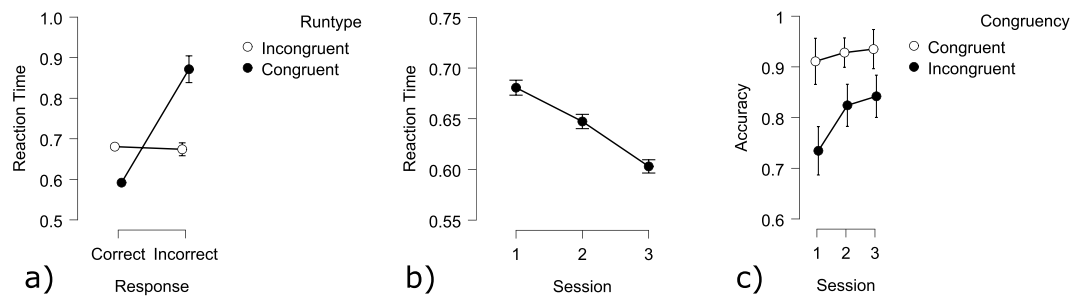 Runtype
Incongruent
Congruent
Reaction Time
1.0
0.9
0.8
0.7
0.6
0.5
Correct Incorrect
Response
a)
Reaction Time
0.75
0.70
0.65
0.60
0.55
1 2 3
Session
b)
Congruency
Congruent
Incongruent
Accuracy
1
0.9
0.8
0.7
0.6
1 2 3
Session
c)